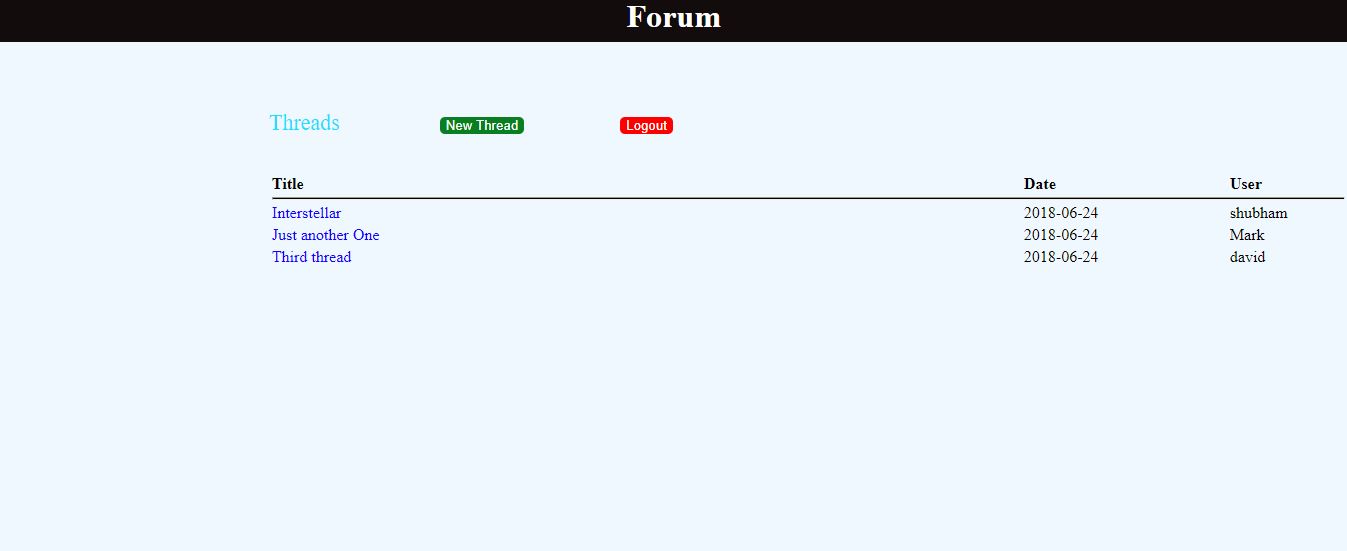 Forum
Threads New Thread Logout
Title Date User
Interstellar 2018-06-24 shubham
Just another One 2018-06-24 Mark
Third thread 2018-06-24 david